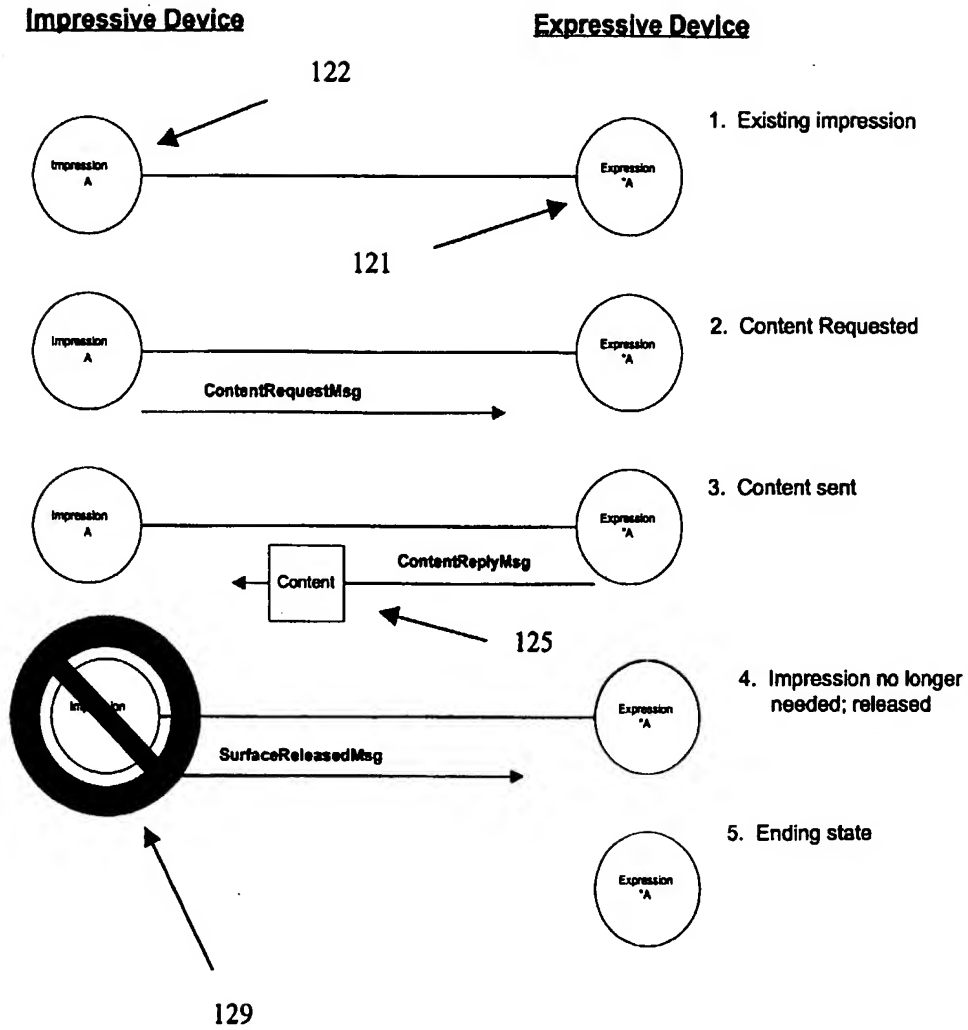 Impressive Device
Expressive Device
122
Impression
A
Expression
*A
1. Existing impression
121
Impression
A
Expression
*A
2. Content Requested
ContentRequestMsg
Impression
A
Expression
*A
3. Content sent
ContentReplyMsg
Content
125
Expression
*A
4. Impression no longer
needed; released
SurfaceReleasedMsg
5. Ending state
Expression
*A
129